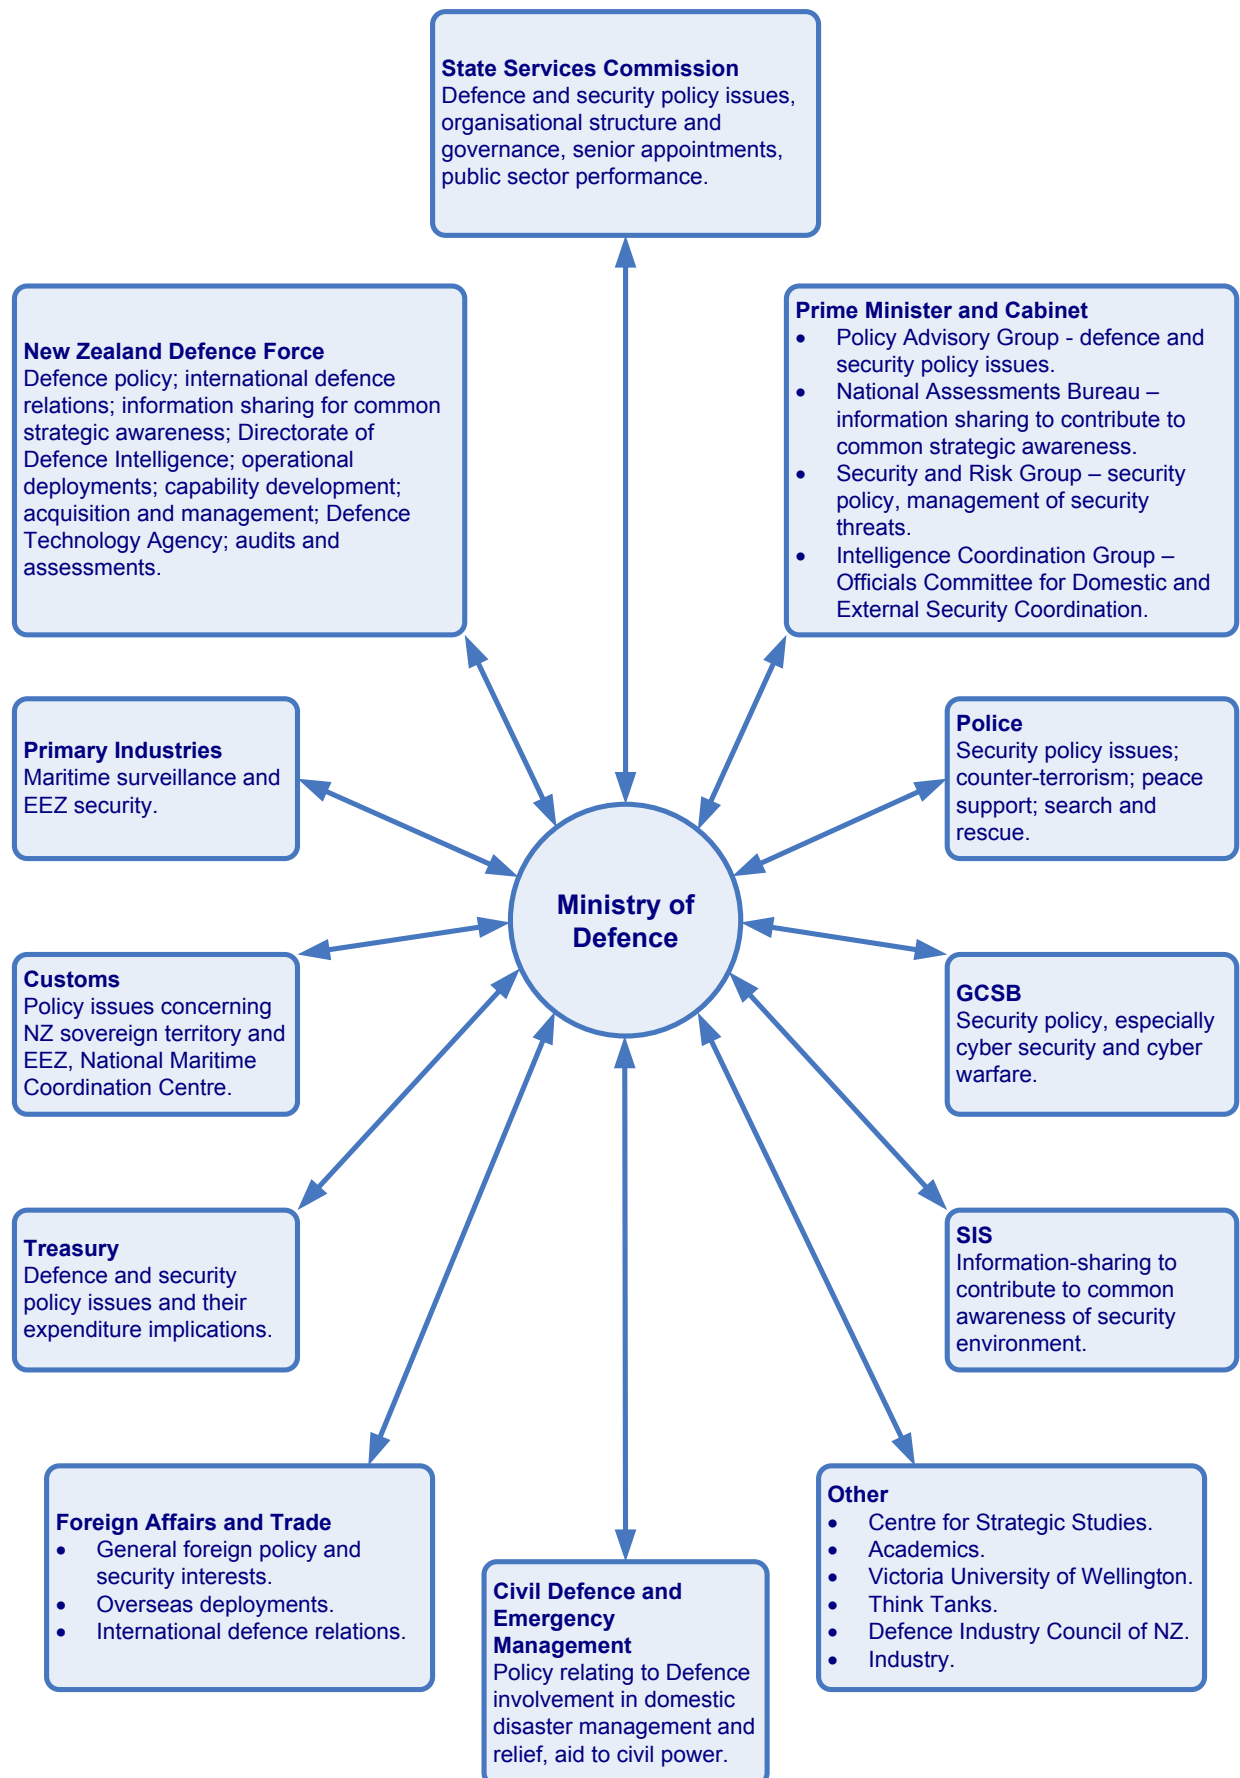 State Services Commission
Defence and security policy issues,
organisational structure and
governance, senior appointments,
public sector performance.
New Zealand Defence Force
Defence policy; international defence
relations; information sharing for common
strategic awareness; Directorate of
Defence Intelligence; operational
deployments; capability development;
acquisition and management; Defence
Technology Agency; audits and
assessments.
Prime Minister and Cabinet
• Policy Advisory Group - defence and
security policy issues.
• National Assessments Bureau –
information sharing to contribute to
common strategic awareness.
• Security and Risk Group – security
policy, management of security
threats.
• Intelligence Coordination Group –
Officials Committee for Domestic and
External Security Coordination.
Primary Industries
Maritime surveillance and
EEZ security.
Police
Security policy issues;
counter-terrorism; peace
support; search and
rescue.
Ministry of
Defence
Customs
Policy issues concerning
NZ sovereign territory and
EEZ, National Maritime
Coordination Centre.
GCSB
Security policy, especially
cyber security and cyber
warfare.
Treasury
Defence and security
policy issues and their
expenditure implications.
SIS
Information-sharing to
contribute to common
awareness of security
environment.
Foreign Affairs and Trade
• General foreign policy and
security interests.
• Overseas deployments.
• International defence relations.
Civil Defence and
Emergency
Management
Policy relating to Defence
involvement in domestic
disaster management and
relief, aid to civil power.
Other
• Centre for Strategic Studies.
• Academics.
• Victoria University of Wellington.
• Think Tanks.
• Defence Industry Council of NZ.
• Industry.